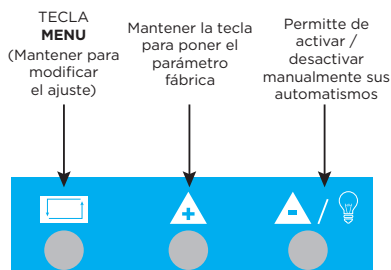 TECLA
MENU
(Mantener para
modificar
el ajuste)
Mantener la tecla
para poner el
parámetro
fábrica
Permitte de
activar /
desactivar
manualmente sus
automatismos
+
- /